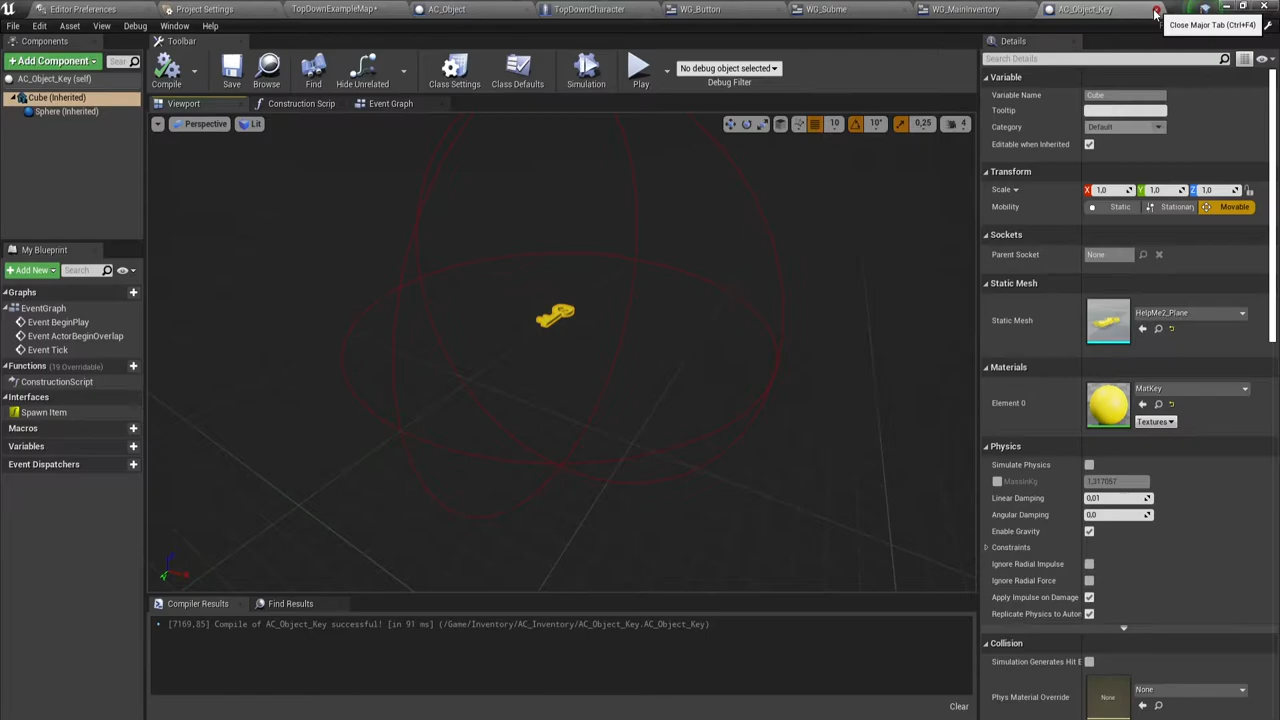 Editor Preferences
Project Settings
TopDownExampleMap*
AC_Object
TopDownCharacter
WG_Button
WG_Subme
WG_MainInventory
AC_Object_Key
File Edit Asset View Debug Window Help
Close Major Tab (Ctrl+F4)
Components
Toolbar
Details
+ Add Component
Search
AC_Object_Key (self)
Cube (Inherited)
Sphere (Inherited)
Compile
Save
Browse
Find
Hide Unrelated
Class Settings
Class Defaults
Simulation
Play
No debug object selected
Debug Filter
Viewport
Construction Scrip
Event Graph
Perspective
Lit
10
10°
0,25
4
Search Details
Variable
Variable Name Cube
Tooltip
Category Default
Editable when Inherited
Transform
Scale X 1,0 Y 1,0 Z 1,0
Mobility Static Stationary Movable
Sockets
Parent Socket None
Static Mesh
Static Mesh HelpMe2_Plane
Materials
Element 0 MatKey
Textures
Physics
Simulate Physics
MassInKg 1,317057
Linear Damping 0,01
Angular Damping 0,0
Enable Gravity
Constraints
Ignore Radial Impulse
Ignore Radial Force
Apply Impulse on Damage
Replicate Physics to Auton
Collision
Simulation Generates Hit E
Phys Material Override None None
My Blueprint
+ Add New
Search
Graphs
EventGraph
Event BeginPlay
Event ActorBeginOverlap
Event Tick
Functions (19 Overridable)
ConstructionScript
Interfaces
Spawn Item
Macros
Variables
Event Dispatchers
Compiler Results
Find Results
[7169,85] Compile of AC_Object_Key successful! [in 91 ms] (/Game/Inventory/AC_Inventory/AC_Object_Key.AC_Object_Key)
Clear